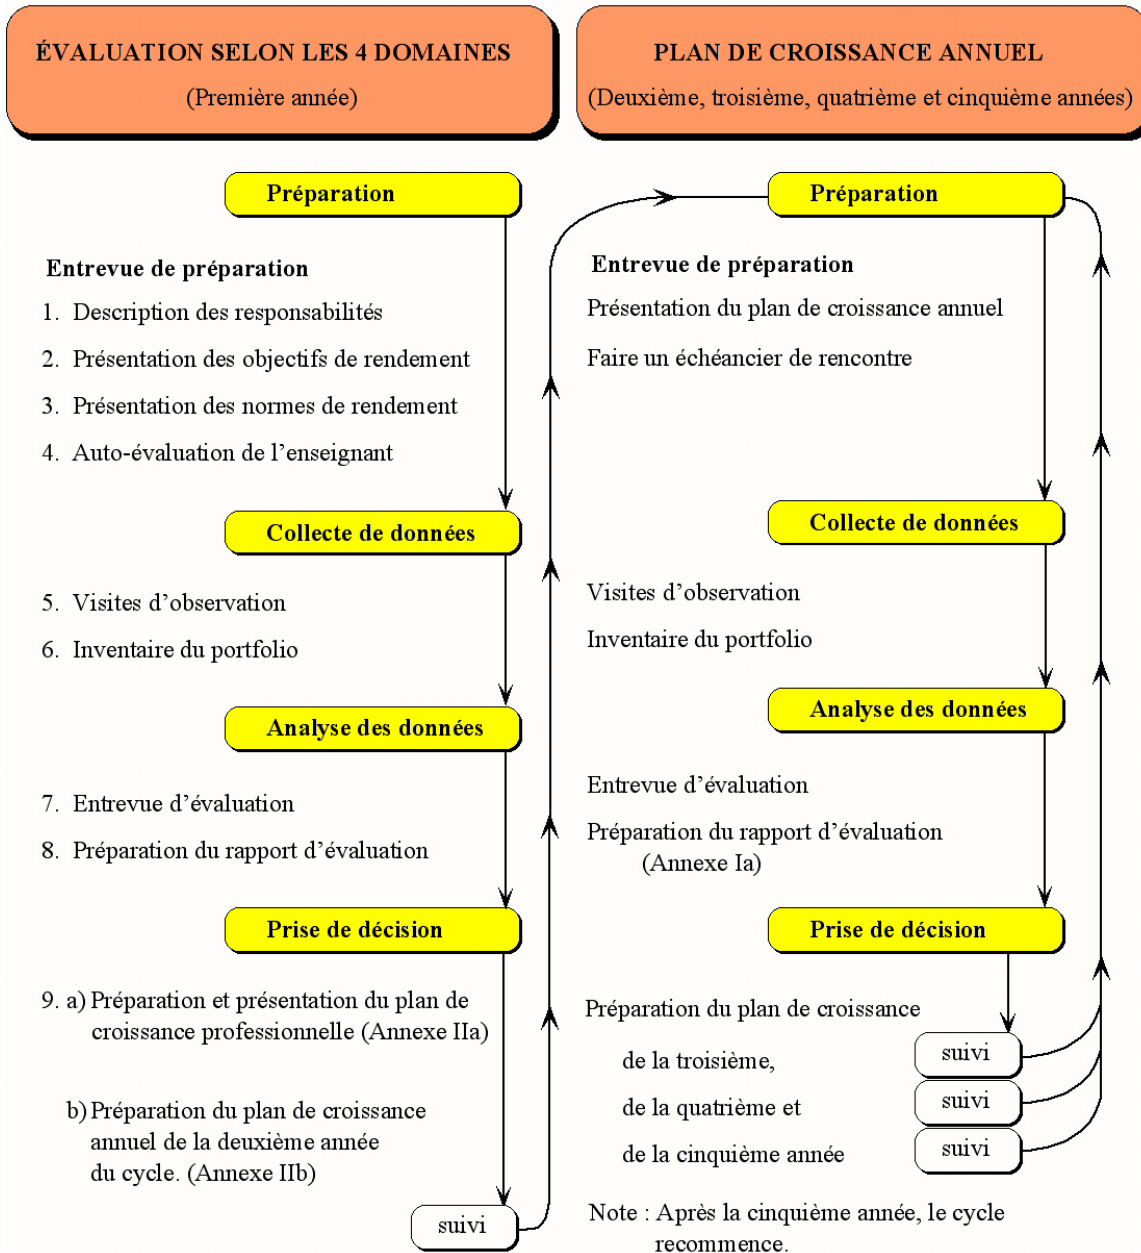 ÉVALUATION SELON LES 4 DOMAINES
(Première année)
Préparation
Entrevue de préparation
1. Description des responsabilités
2. Présentation des objectifs de rendement
3. Présentation des normes de rendement
4. Auto-évaluation de l’enseignant
Collecte de données
5. Visites d’observation
6. Inventaire du portfolio
Analyse des données
7. Entrevue d’évaluation
8. Préparation du rapport d’évaluation
Prise de décision
9. a) Préparation et présentation du plan de
croissance professionnelle (Annexe IIa)
b) Préparation du plan de croissance
annuel de la deuxième année
du cycle. (Annexe IIb)
suivi
PLAN DE CROISSANCE ANNUEL
(Deuxième, troisième, quatrième et cinquième années)
Préparation
Entrevue de préparation
Présentation du plan de croissance annuel
Faire un échéancier de rencontre
Collecte de données
Visites d’observation
Inventaire du portfolio
Analyse des données
Entrevue d’évaluation
Préparation du rapport d’évaluation
(Annexe Ia)
Prise de décision
Préparation du plan de croissance
de la troisième, suivi
de la quatrième et suivi
de la cinquième année suivi
Note : Après la cinquième année, le cycle
recommence.